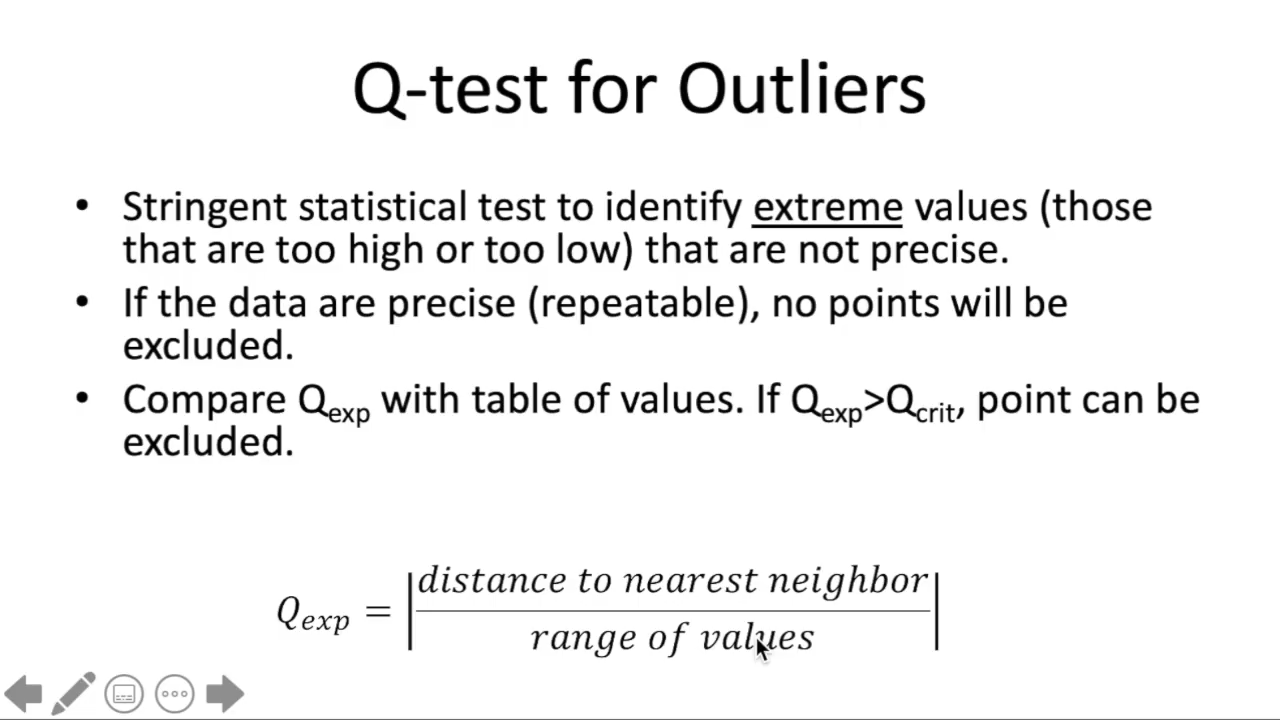 Q-test for Outliers
• Stringent statistical test to identify extreme values (those
that are too high or too low) that are not precise.
• If the data are precise (repeatable), no points will be
excluded.
• Compare Qexp with table of values. If Qexp>Qcrit, point can be
excluded.
distance to nearest neighbor
Qexp =
range of values